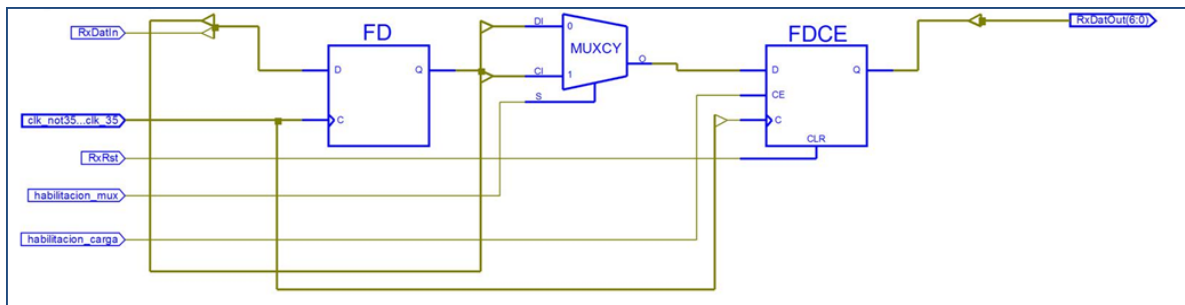 RxDatIn
clk_not35...clk_35
RxRst
habilitacion_mux
habilitacion_carga
FD
D
Q
C
DI
0
CI
1
S
MUXCY
O
FDCE
D
Q
CE
C
CLR
RxDatOut(6:0)